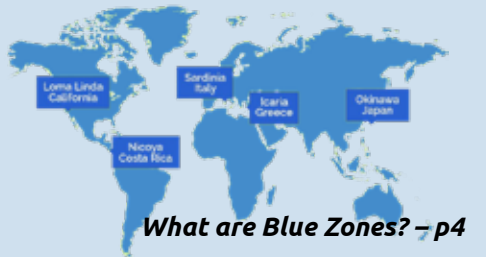 Loma Linda
California
Sardinia
Italy
Icaria
Greece
Okinawa
Japan
Nicoya
Costa Rica
What are Blue Zones? – p4